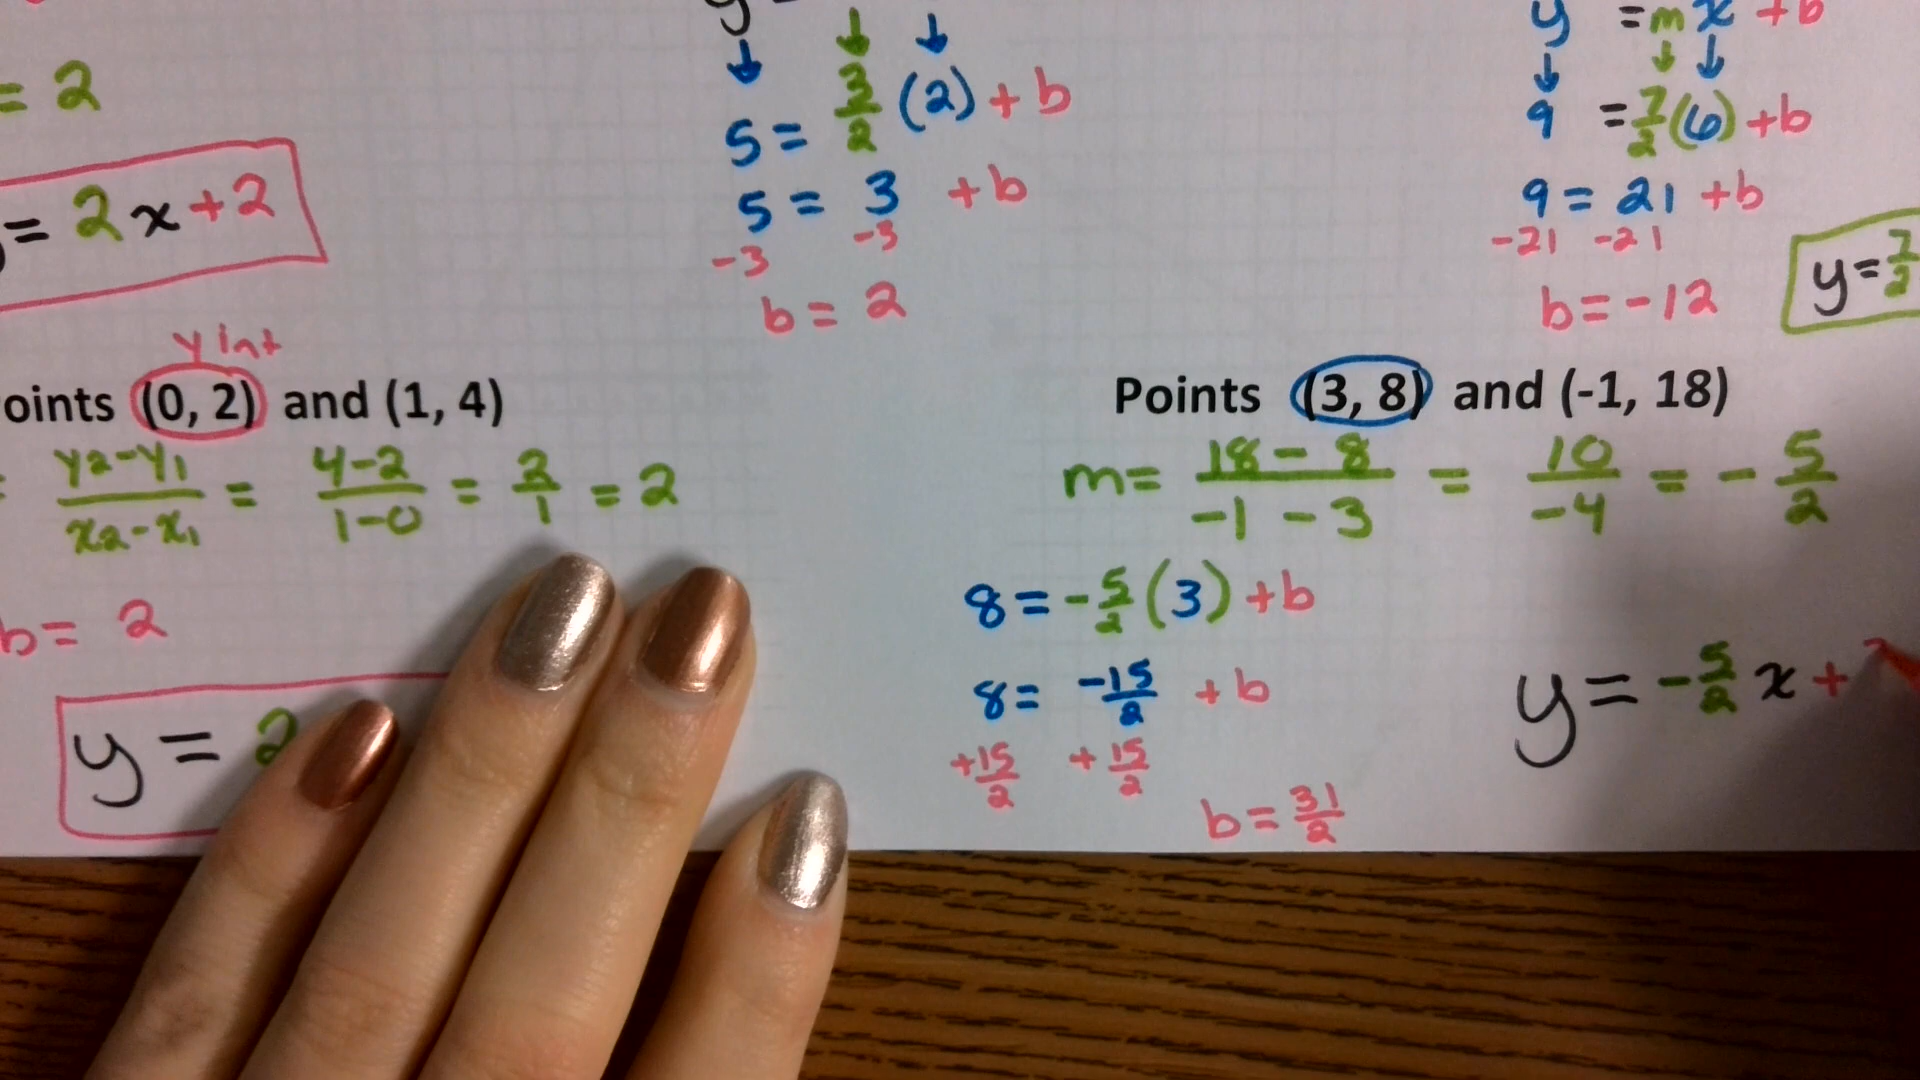 = 2
= 2x+2
y
5 = 3/2 (2) + b
5 = 3 + b
-3 -3
b = 2
y = mx + b
9 = 7/2 (6) + b
9 = 21 + b
-21 -21
b = -12
y = 7/2
y int
oints (0, 2) and (1, 4)
= y2-y1/x2-x1 = 4-2/1-0 = 2/1 = 2
b = 2
y = 2
Points (3, 8) and (-1, 18)
m = 18 - 8/-1 - 3 = 10/-4 = - 5/2
8 = -5/2 (3) + b
8 = -15/2 + b
+15/2 +15/2
b = 31/2
y = -5/2 x +